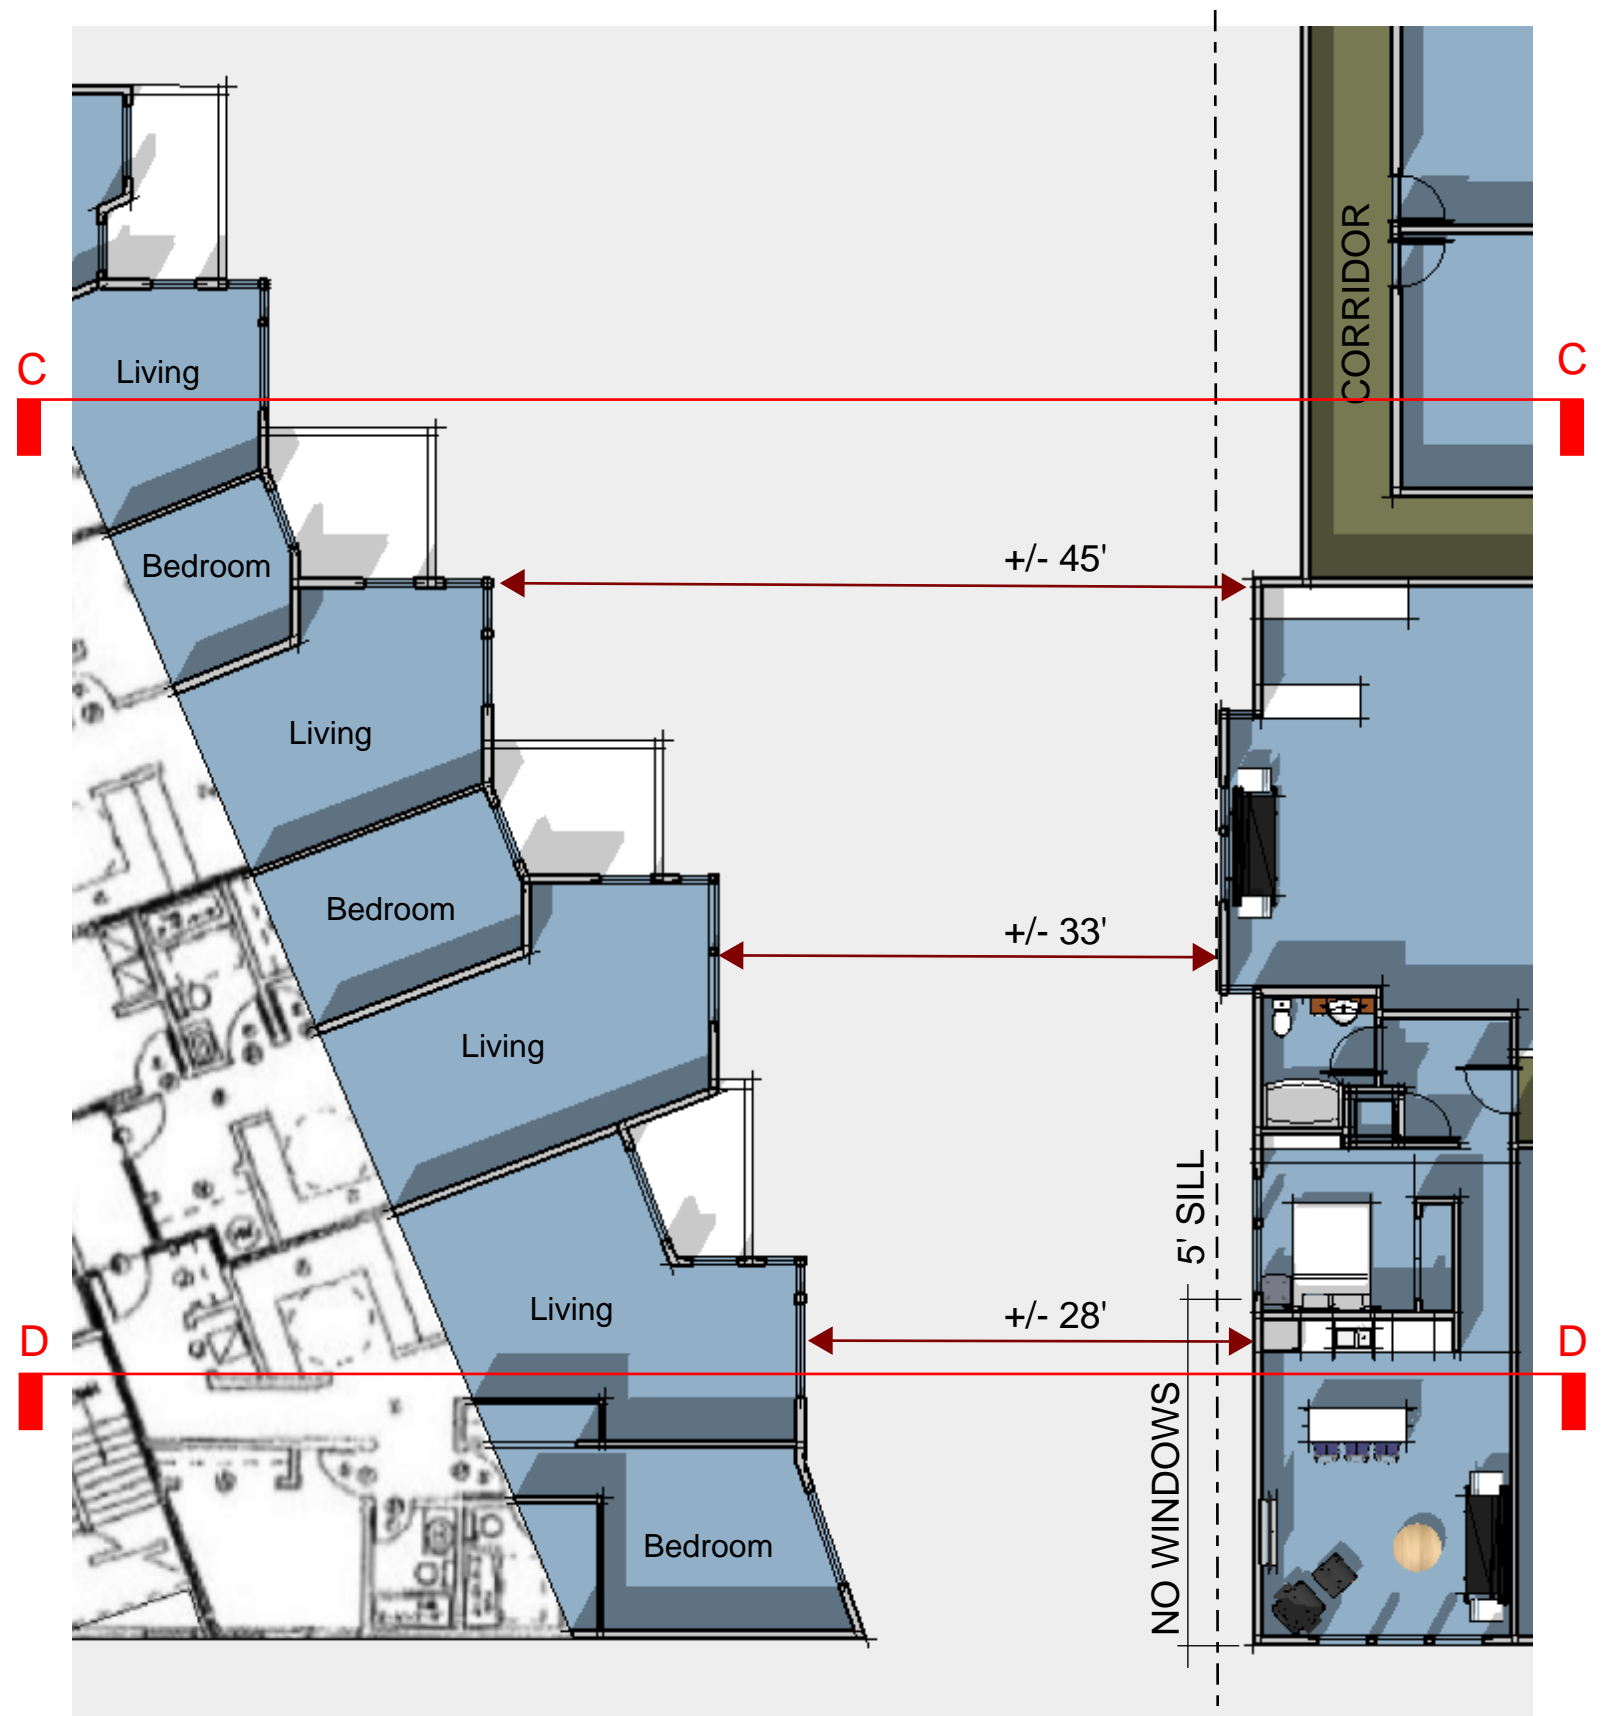 C
C
CORRIDOR
Living
Bedroom
+/- 45'
Living
Bedroom
+/- 33'
Living
5' SILL
Living
+/- 28'
D
D
NO WINDOWS
Bedroom